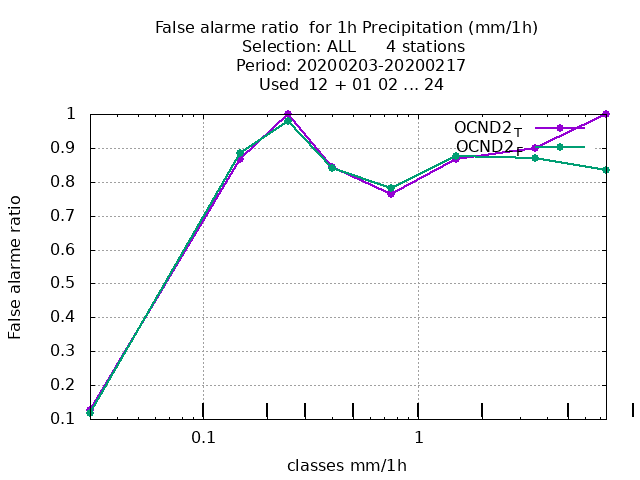 False alarme ratio  for 1h Precipitation (mm/1h)
Selection: ALL      4 stations
Period: 20200203-20200217
Used  12 + 01 02 ... 24
OCND2T
OCND2F
1
0.9
0.8
0.7
0.6
0.5
0.4
0.3
0.2
0.1
False alarme ratio
0.1
1
classes mm/1h